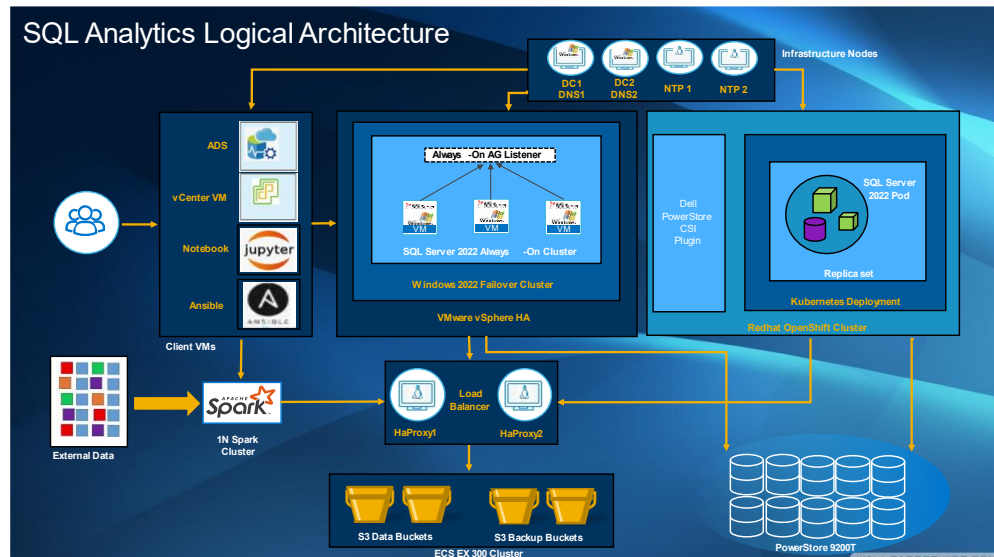 SQL Analytics Logical Architecture
Infrastructure Nodes
DC1
DNS1
DC2
DNS2
NTP 1
NTP 2
ADS
vCenter VM
Notebook
jupyter
Ansible
ANSIBLE
Client VMs
Always -On AG Listener
VM
VM
VM
SQL Server 2022 Always -On Cluster
Windows 2022 Failover Cluster
VMware vSphere HA
Dell
PowerStore
CSI
Plugin
SQL Server
2022 Pod
Replica set
Kubernetes Deployment
Redhat OpenShift Cluster
External Data
APACHE
Spark
1N Spark
Cluster
Load
Balancer
HaProxy1
HaProxy2
S3 Data Buckets
S3 Backup Buckets
ECS EX 300 Cluster
PowerStore 9200T